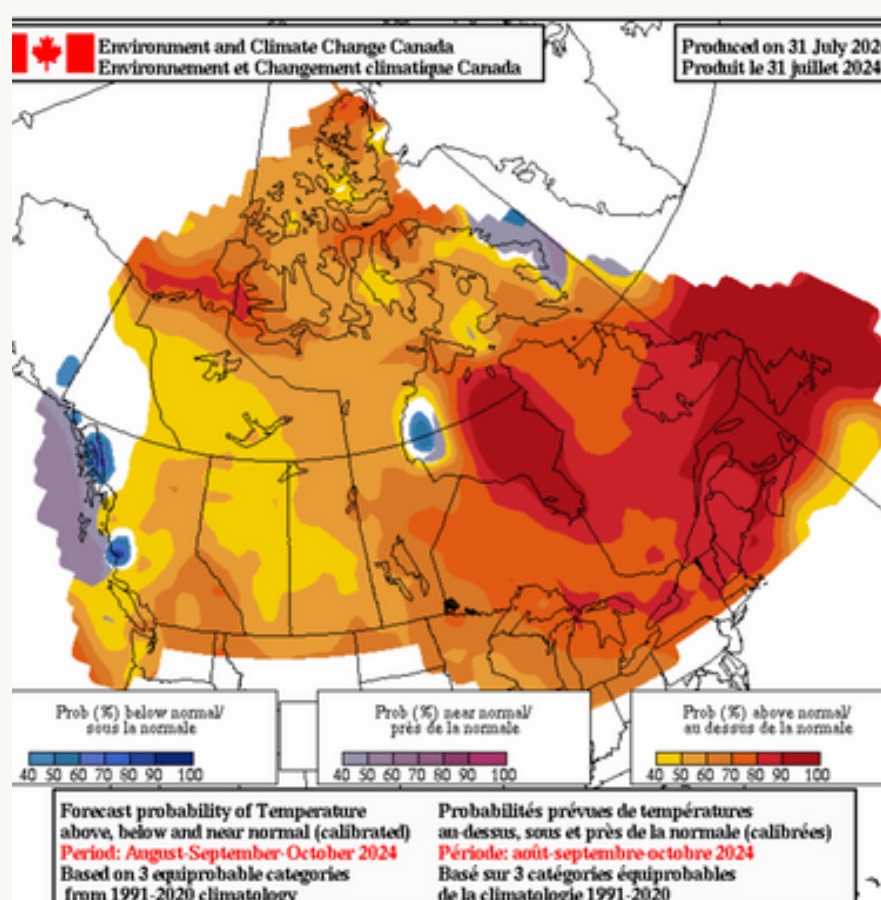 Environment and Climate Change Canada
Environnement et Changement climatique Canada
Produced on 31 July 202
Produit le 31 juillet 2024
Prob (%) below normal/
sous la normale
40 50 60 70 80 90 100
Prob (%) near normal/
près de la normale
40 50 60 70 80 90 100
Prob (%) above normal/
au dessus de la normale
40 50 60 70 80 90 100
Forecast probability of Temperature
above, below and near normal (calibrated)
Period: August-September-October 2024
Based on 3 equiprobable categories
from 1991-2020 climatology
Probabilités prévues de températures
au-dessus, sous et près de la normale (calibrées)
Période: août-septembre-octobre 2024
Basé sur 3 catégories équiprobables
de la climatologie 1991-2020